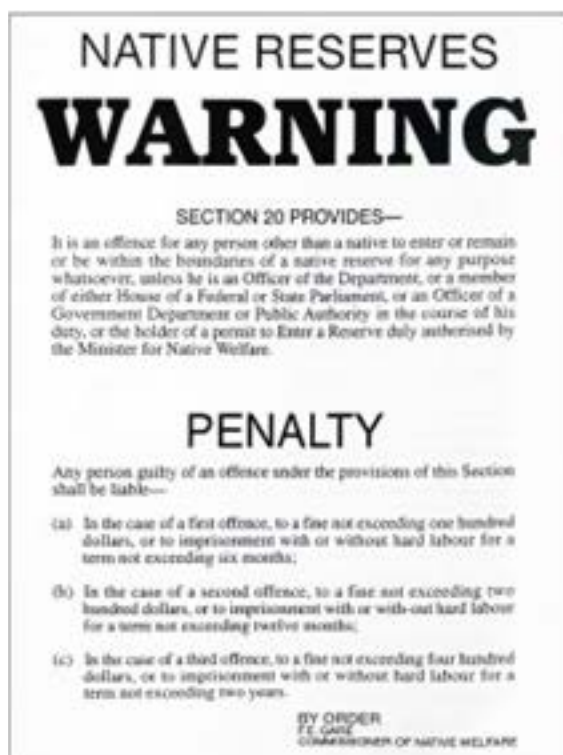 NATIVE RESERVES
WARNING
SECTION 20 PROVIDES—
It is an offence for any person other than a native to enter or remain
or be within the boundaries of a native reserve for any purpose
whatsoever, unless he is an Officer of the Department, or a member
of either House of a Federal or State Parliament, or an Officer of a
Government Department or Public Authority in the course of his
duty, or the holder of a permit to Enter a Reserve duly authorised by
the Minister for Native Welfare.
PENALTY
Any person guilty of an offence under the provisions of this Section
shall be liable—
(a) In the case of a first offence, to a fine not exceeding one hundred
dollars, or to imprisonment with or without hard labour for a
term not exceeding six months;
(b) In the case of a second offence, to a fine not exceeding two
hundred dollars, or to imprisonment with or with-out hard labour
for a term not exceeding twelve months;
(c) In the case of a third offence, to a fine not exceeding four hundred
dollars, or to imprisonment with or without hard labour for a
term not exceeding two years.
BY ORDER
F.E. GARE
COMMISSIONER OF NATIVE WELFARE